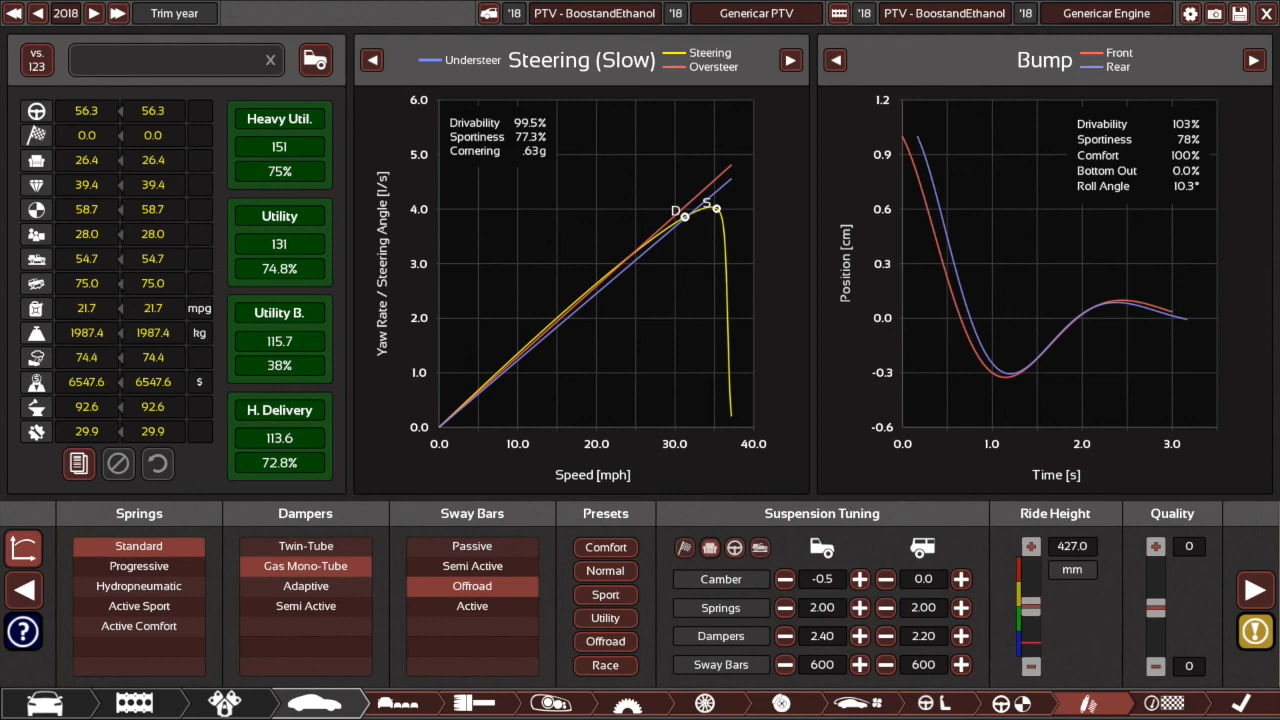 2018 Trim year '18 PTV - BoostandEthanol '18 Genericar PTV '18 PTV - BoostandEthanol '18 Genericar Engine
vs. 123 x
56.3 56.3
0.0 0.0
26.4 26.4
39.4 39.4
58.7 58.7
28.0 28.0
54.7 54.7
75.0 75.0
21.7 21.7 mpg
1987.4 1987.4 kg
74.4 74.4
6547.6 6547.6 $
92.6 92.6
29.9 29.9
Heavy Util.
151
75%
Utility
131
74.8%
Utility B.
115.7
38%
H. Delivery
113.6
72.8%
Understeer Steering (Slow) Steering
Oversteer
Drivability 99.5%
Sportiness 77.3%
Cornering .63g
6.0
5.0
4.0
3.0
2.0
1.0
0.0
D S
Yaw Rate / Steering Angle [1/s]
0.0 10.0 20.0 30.0 40.0
Speed [mph]
Bump Front
Rear
Drivability 103%
Sportiness 78%
Comfort 100%
Bottom Out 0.0%
Roll Angle 10.3°
1.2
0.9
0.6
0.3
0.0
-0.3
-0.6
Position [cm]
0.0 1.0 2.0 3.0
Time [s]
Springs
Standard
Progressive
Hydropneumatic
Active Sport
Active Comfort
Dampers
Twin-Tube
Gas Mono-Tube
Adaptive
Semi Active
Sway Bars
Passive
Semi Active
Offroad
Active
Presets
Comfort
Normal
Sport
Utility
Offroad
Race
Suspension Tuning
Camber -0.5 0.0
Springs 2.00 2.00
Dampers 2.40 2.20
Sway Bars 600 600
Ride Height
427.0
mm
Quality
0
0
?